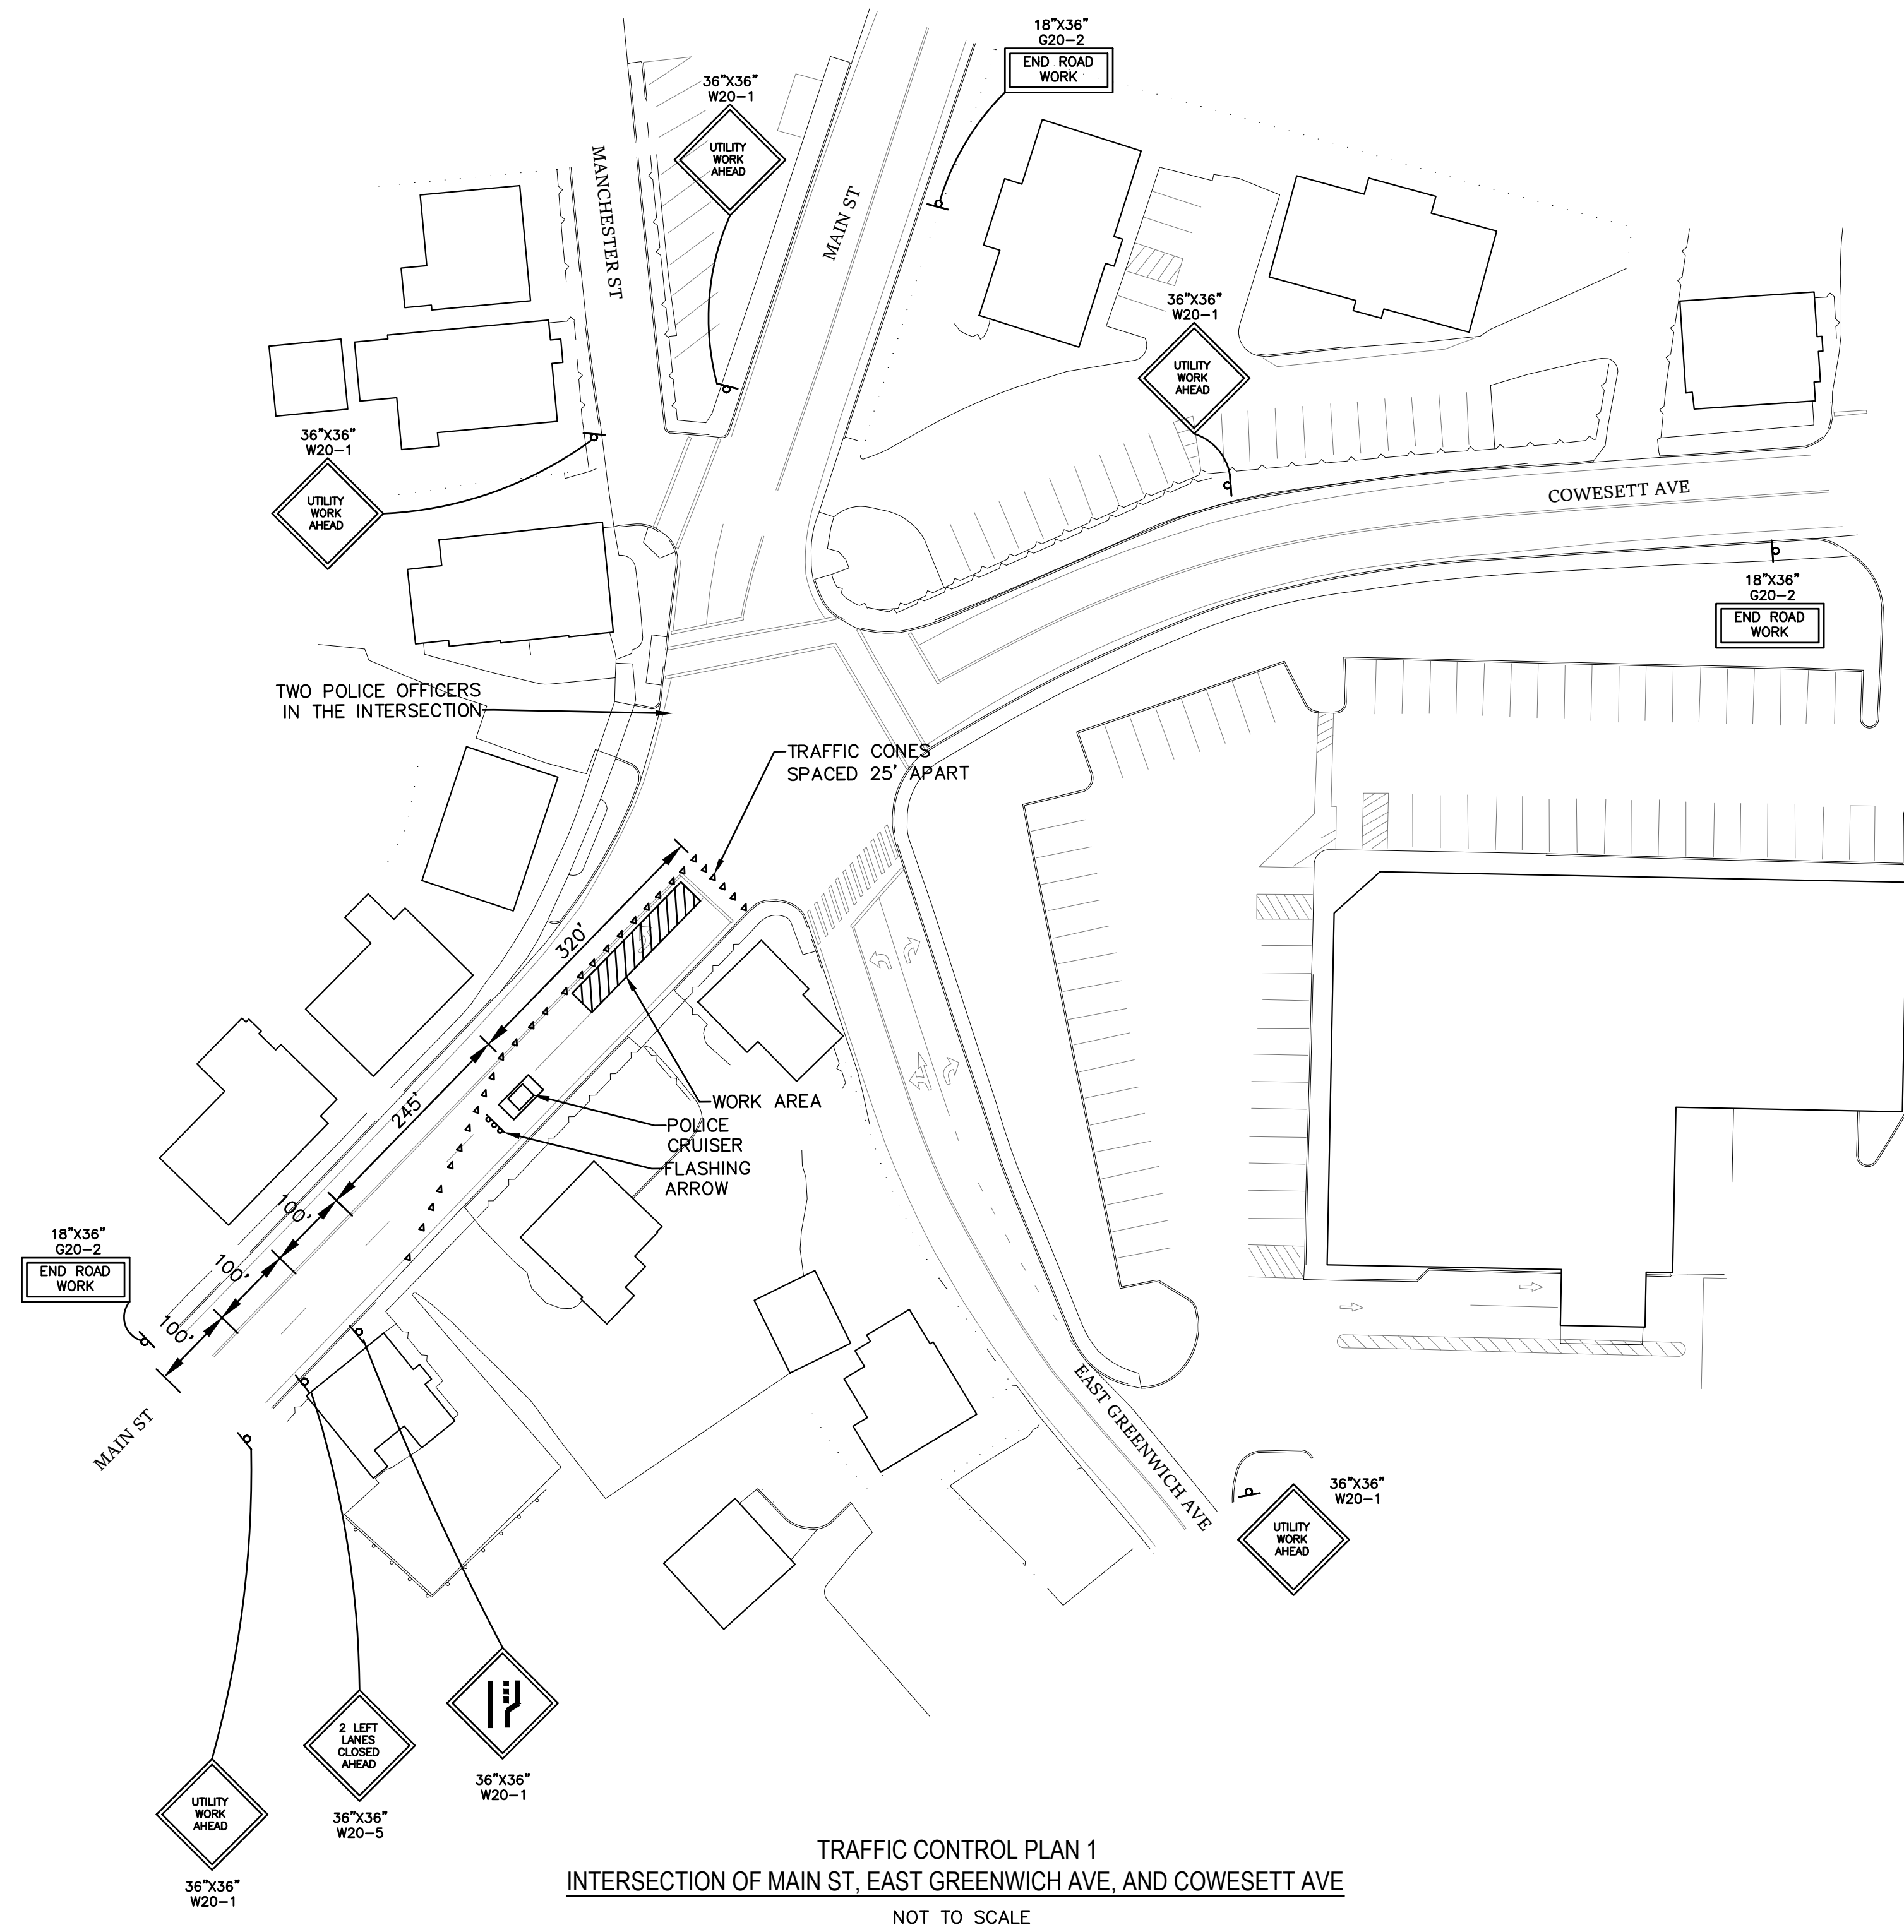 18"X36"
G20-2
END ROAD
WORK
36"X36"
W20-1
UTILITY
WORK
AHEAD
MANCHESTER ST
MAIN ST
36"X36"
W20-1
UTILITY
WORK
AHEAD
36"X36"
W20-1
UTILITY
WORK
AHEAD
COWESETT AVE
18"X36"
G20-2
END ROAD
WORK
TWO POLICE OFFICERS
IN THE INTERSECTION
TRAFFIC CONES
SPACED 25' APART
320'
245'
100'
100'
100'
WORK AREA
POLICE
CRUISER
FLASHING
ARROW
18"X36"
G20-2
END ROAD
WORK
MAIN ST
EAST GREENWICH AVE
36"X36"
W20-1
UTILITY
WORK
AHEAD
36"X36"
W20-1
2 LEFT
LANES
CLOSED
AHEAD
36"X36"
W20-5
UTILITY
WORK
AHEAD
36"X36"
W20-1
TRAFFIC CONTROL PLAN 1
INTERSECTION OF MAIN ST, EAST GREENWICH AVE, AND COWESETT AVE
NOT TO SCALE